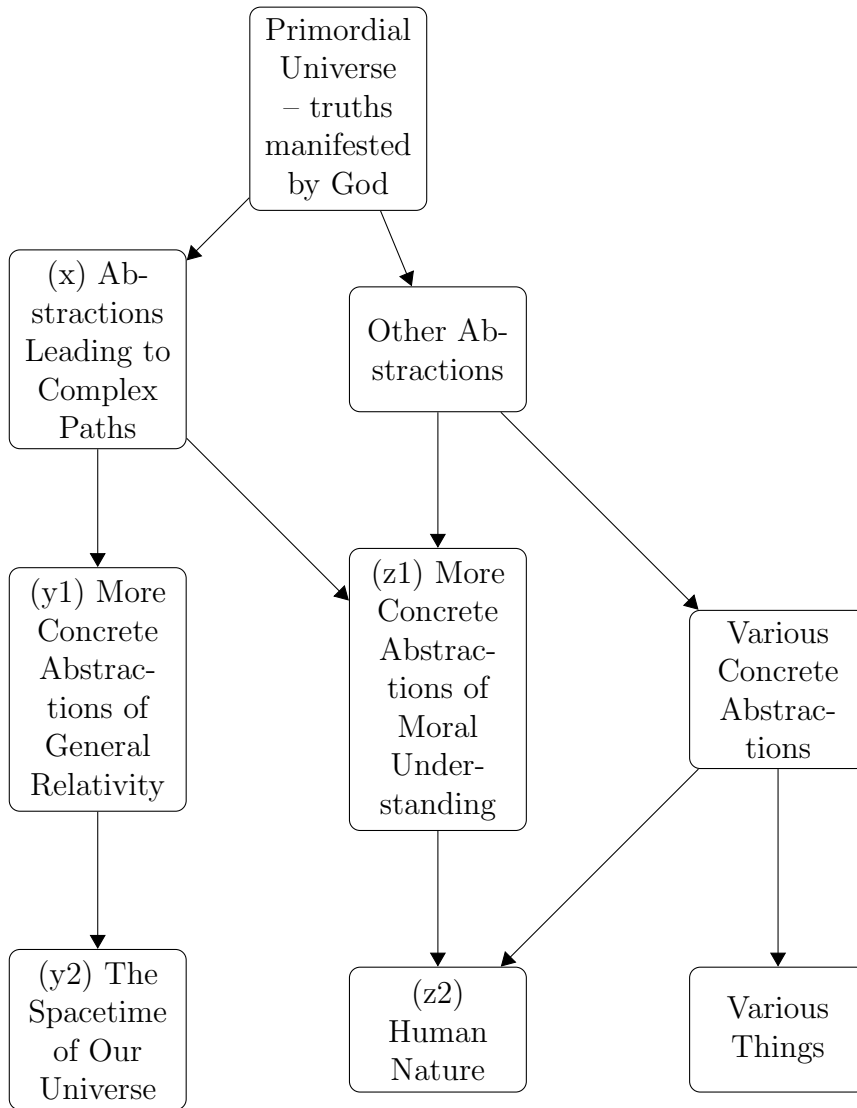 Primordial
Universe
– truths
manifested
by God
(x) Ab-
stractions
Leading to
Complex
Paths
Other Ab-
stractions
(y1) More
Concrete
Abstrac-
tions of
General
Relativity
(z1) More
Concrete
Abstrac-
tions of
Moral
Under-
standing
Various
Concrete
Abstrac-
tions
(y2) The
Spacetime
of Our
Universe
(z2)
Human
Nature
Various
Things